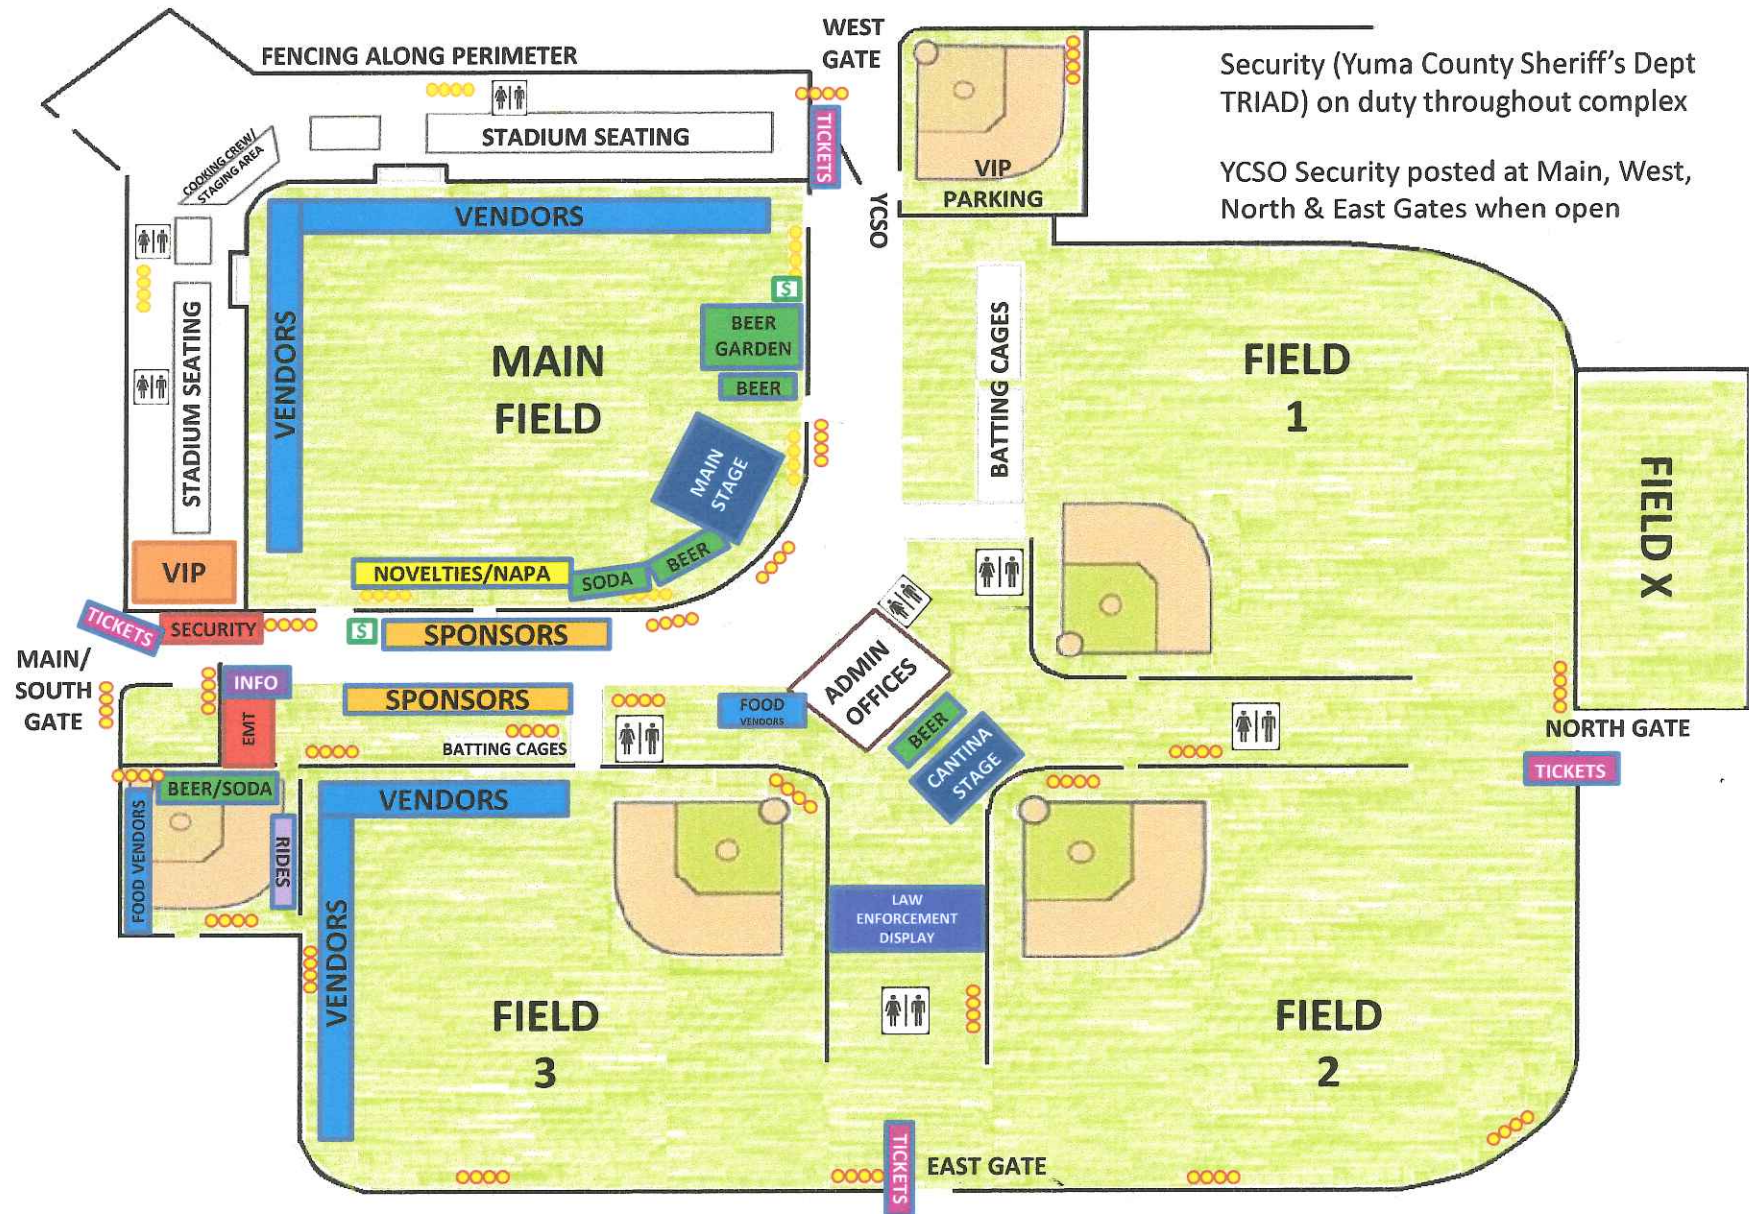 FENCING ALONG PERIMETER
WEST
GATE
Security (Yuma County Sheriff's Dept
TRIAD) on duty throughout complex
YCSO Security posted at Main, West,
North & East Gates when open
STADIUM SEATING
TICKETS
COOKING CREW/
STAGING AREA
VIP
PARKING
YCSO
VENDORS
VENDORS
STADIUM SEATING
$
BEER
GARDEN
BEER
MAIN
FIELD
BATTING CAGES
FIELD
1
FIELD X
MAIN
STAGE
VIP
NOVELTIES/NAPA
SODA
BEER
TICKETS
SECURITY
$
SPONSORS
MAIN/
SOUTH
GATE
INFO
EMT
SPONSORS
BATTING CAGES
FOOD
VENDORS
ADMIN
OFFICES
BEER
CANTINA
STAGE
NORTH GATE
TICKETS
BEER/SODA
FOOD VENDORS
RIDES
VENDORS
VENDORS
LAW
ENFORCEMENT
DISPLAY
FIELD
3
FIELD
2
TICKETS
EAST GATE